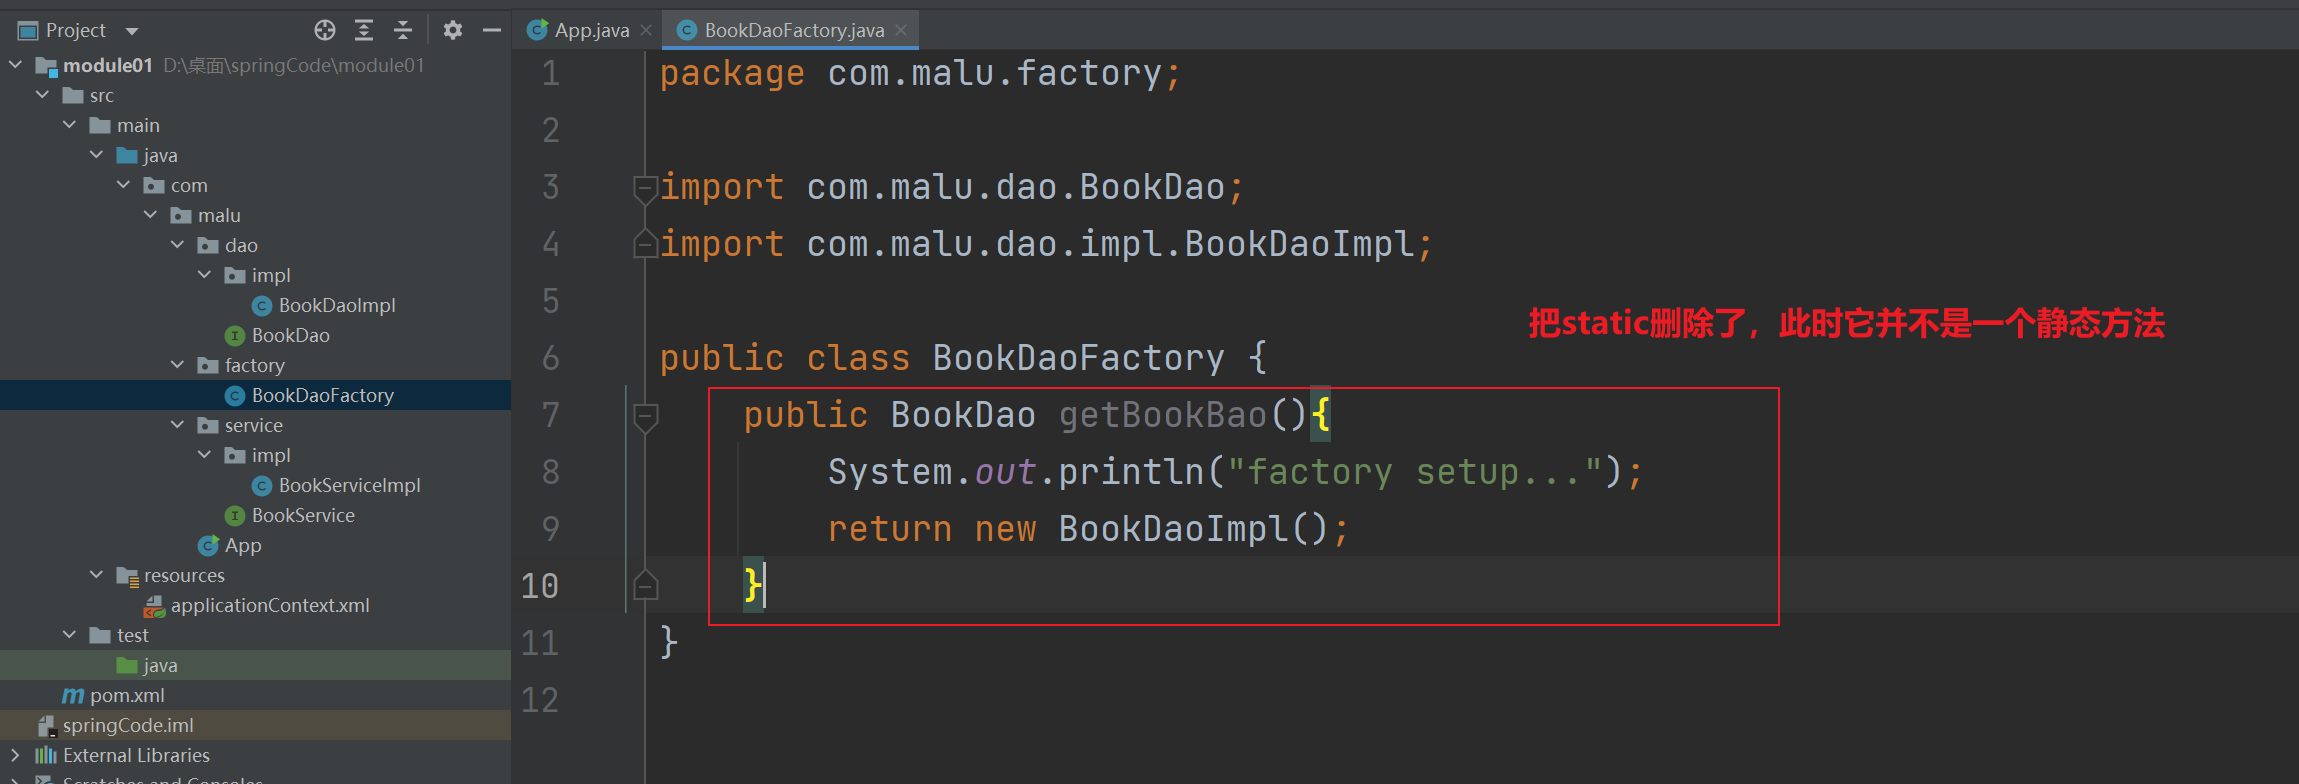 Project
App.java
BookDaoFactory.java
module01 D:\桌面\springCode\module01
src
main
java
com
malu
dao
impl
BookDaoImpl
BookDao
factory
BookDaoFactory
service
impl
BookServiceImpl
BookService
App
resources
applicationContext.xml
test
java
pom.xml
springCode.iml
External Libraries
Scratches and Consoles
1 package com.malu.factory;
2
3 import com.malu.dao.BookDao;
4 import com.malu.dao.impl.BookDaoImpl;
5
把static删除了，此时它并不是一个静态方法
6 public class BookDaoFactory {
7 public BookDao getBookBao(){
8 System.out.println("factory setup...");
9 return new BookDaoImpl();
10 }
11 }
12